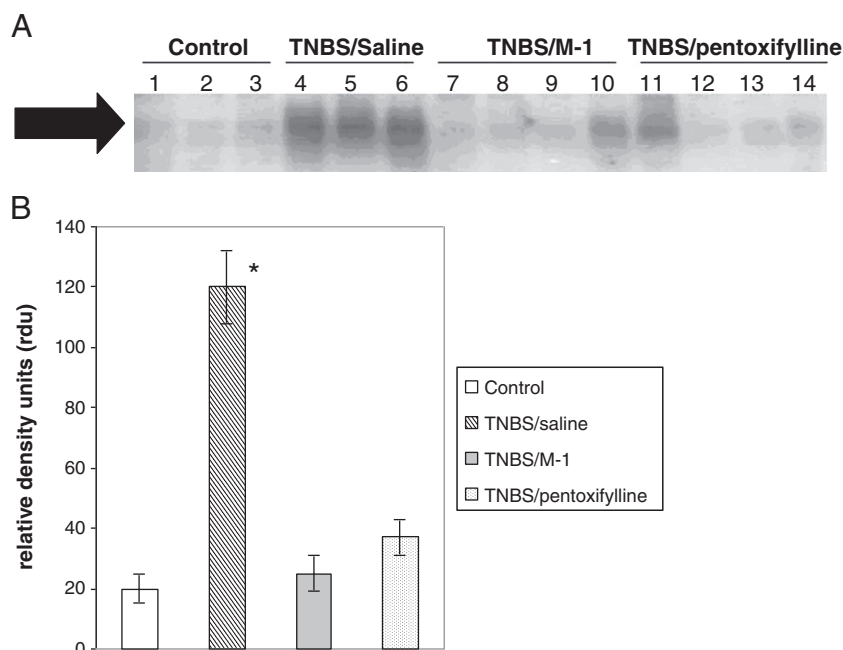 A
Control TNBS/Saline TNBS/M-1 TNBS/pentoxifylline
1 2 3 4 5 6 7 8 9 10 11 12 13 14
B
relative density units (rdu)
140
120
100
80
60
40
20
0
*
Control
TNBS/saline
TNBS/M-1
TNBS/pentoxifylline